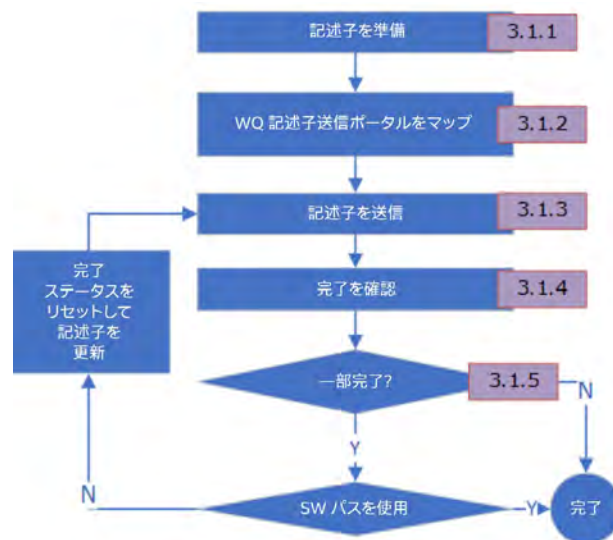 記述子を準備
3.1.1
WQ 記述子送信ポータルをマップ
3.1.2
記述子を送信
3.1.3
完了
ステータスを
リセットして
記述子を
更新
完了を確認
3.1.4
一部完了?
3.1.5
N
Y
N
SW パスを使用
Y
完了